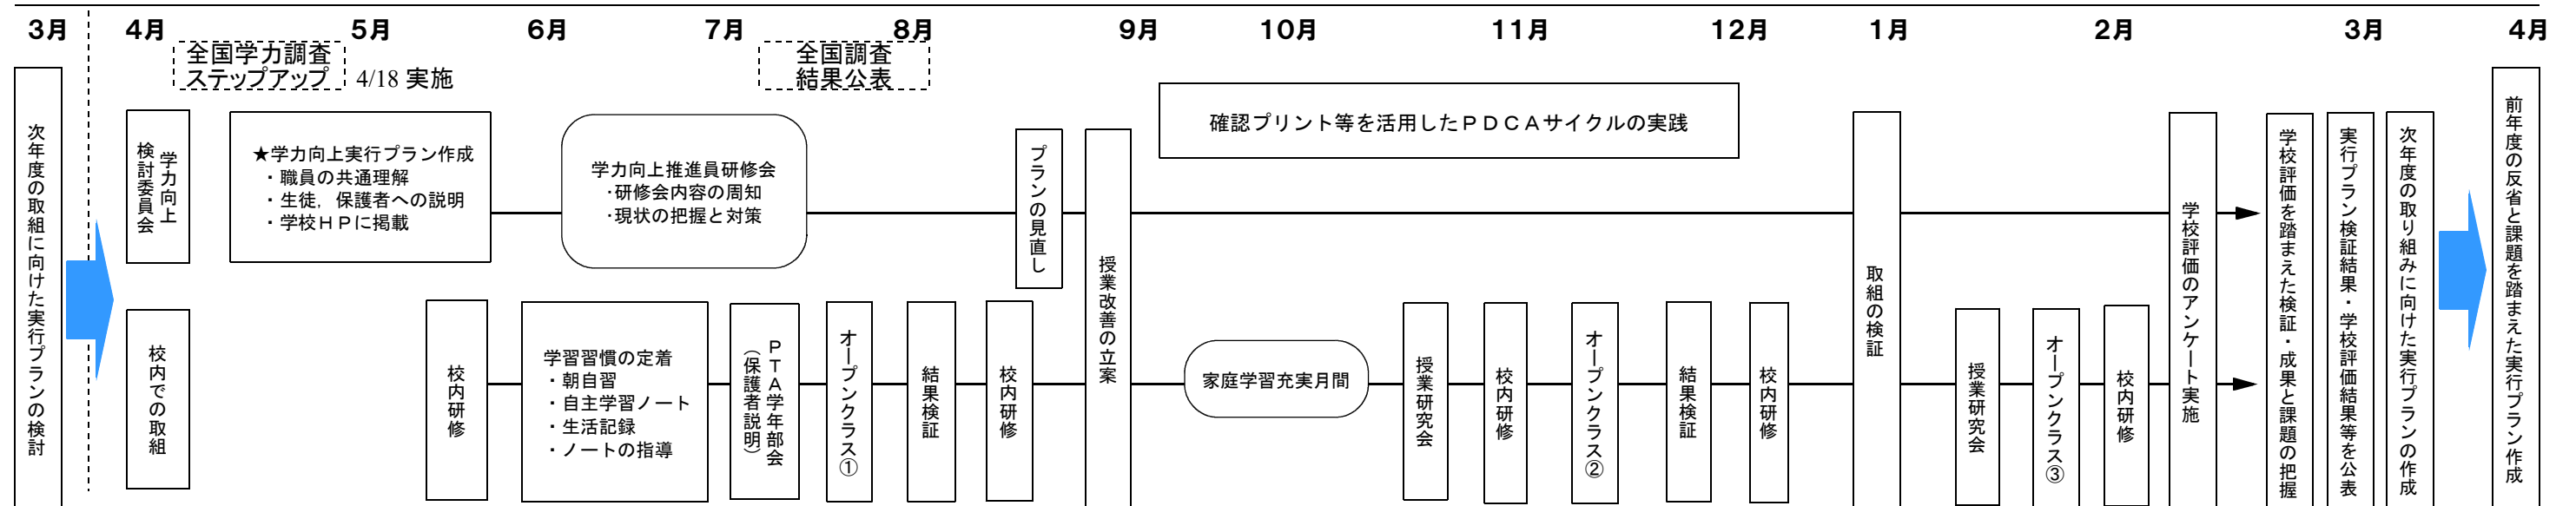 3月
4月
5月
6月
7月
8月
9月
10月
11月
12月
1月
2月
3月
4月
全国学力調査
ステップアップ
4/18 実施
全国調査
結果公表
次年度の取組に向けた実行プランの検討
学力向上
検討委員会
★学力向上実行プラン作成
・職員の共通理解
・生徒，保護者への説明
・学校ＨＰに掲載
学力向上推進員研修会
･研修会内容の周知
･現状の把握と対策
プランの見直し
授業改善の立案
確認プリント等を活用したＰＤＣＡサイクルの実践
取組の検証
学校評価のアンケート実施
学校評価を踏まえた検証・成果と課題の把握
実行プラン検証結果・学校評価結果等を公表
次年度の取り組みに向けた実行プランの作成
前年度の反省と課題を踏まえた実行プラン作成
校内での取組
校内研修
学習習慣の定着
・朝自習
・自主学習ノート
・生活記録
・ノートの指導
ＰＴＡ学年部会
（保護者説明）
オープンクラス①
結果検証
校内研修
家庭学習充実月間
授業研究会
校内研修
オープンクラス②
結果検証
校内研修
授業研究会
オープンクラス③
校内研修